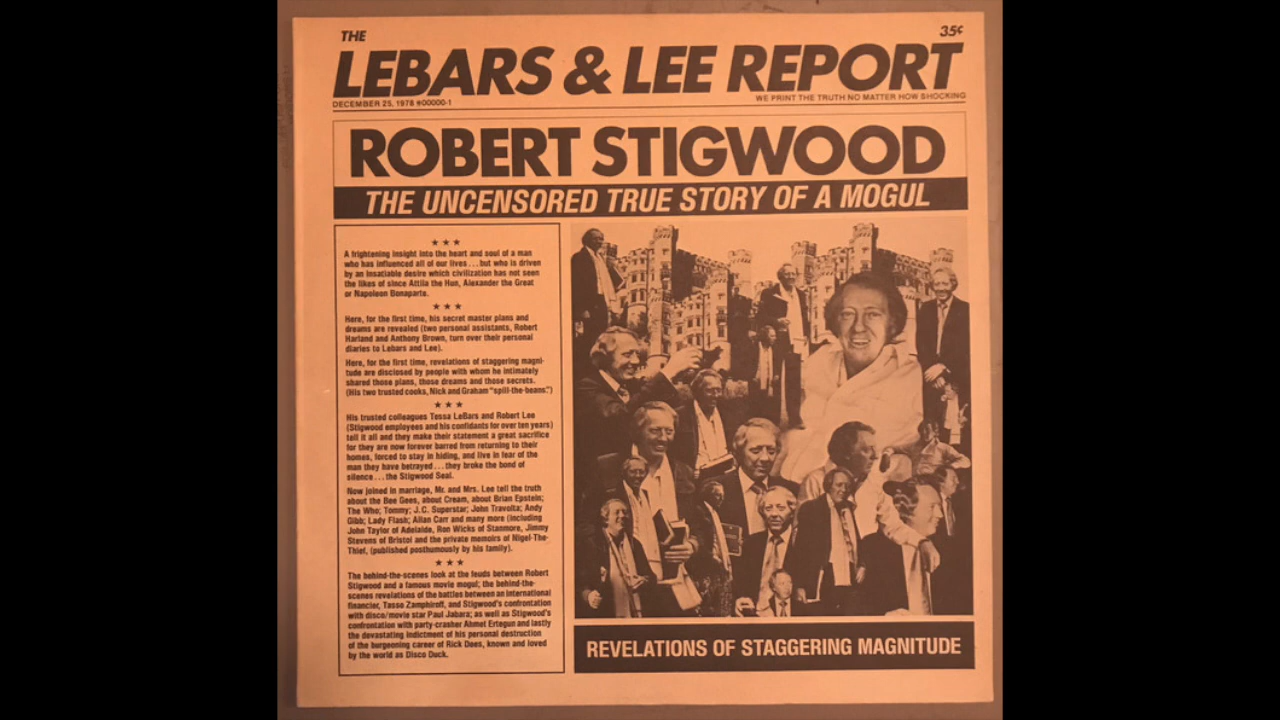 THE
35¢
LEBARS & LEE REPORT
DECEMBER 25, 1978 #00000-1
WE PRINT THE TRUTH NO MATTER HOW SHOCKING
ROBERT STIGWOOD
THE UNCENSORED TRUE STORY OF A MOGUL
★ ★ ★
A frightening insight into the heart and soul of a man
who has influenced all of our lives . . . but who is driven
by an insatiable desire which civilization has not seen
the likes of since Attila the Hun, Alexander the Great
or Napoleon Bonaparte.
★ ★ ★
Here, for the first time, his secret master plans and
dreams are revealed (two personal assistants, Robert
Harland and Anthony Brown, turn over their personal
diaries to Lebars and Lee).
Here, for the first time, revelations of staggering magni-
tude are disclosed by people with whom he intimately
shared those plans, those dreams and those secrets.
(His two trusted cooks, Nick and Graham "spill-the-beans.")
★ ★ ★
His trusted colleagues Tessa LeBars and Robert Lee
(Stigwood employees and his confidants for over ten years)
tell it all and they make their statement a great sacrifice
for they are now forever barred from returning to their
homes, forced to stay in hiding, and live in fear of the
man they have betrayed . . . they broke the bond of
silence . . . the Stigwood Seal.
Now joined in marriage, Mr. and Mrs. Lee tell the truth
about the Bee Gees, about Cream, about Brian Epstein;
The Who; Tommy; J.C. Superstar; John Travolta; Andy
Gibb; Lady Flash; Allan Carr and many more (including
John Taylor of Adelaide, Ron Wicks of Stanmore, Jimmy
Stevens of Bristol and the private memoirs of Nigel-The-
Thief, (published posthumously by his family).
★ ★ ★
The behind-the-scenes look at the feuds between Robert
Stigwood and a famous movie mogul; the behind-the-
scenes revelations of the battles between an international
financier, Tasso Zamphiroff, and Stigwood's confrontation
with disco/movie star Paul Jabara; as well as Stigwood's
confrontation with party-crasher Ahmet Ertegun and lastly
the devastating indictment of his personal destruction
of the burgeoning career of Rick Dees, known and loved
by the world as Disco Duck.
REVELATIONS OF STAGGERING MAGNITUDE